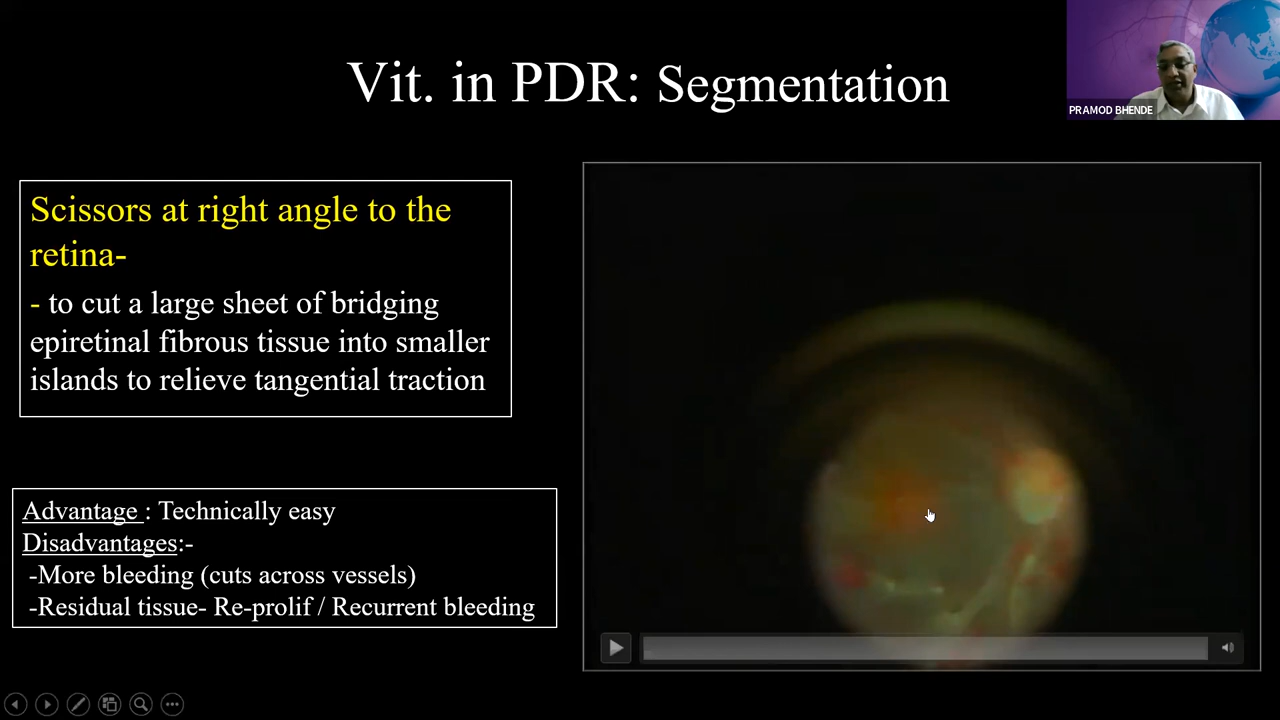 Vit. in PDR: Segmentation
PRAMOD BHENDE
Scissors at right angle to the
retina-
- to cut a large sheet of bridging
epiretinal fibrous tissue into smaller
islands to relieve tangential traction
Advantage : Technically easy
Disadvantages:-
-More bleeding (cuts across vessels)
-Residual tissue- Re-prolif / Recurrent bleeding